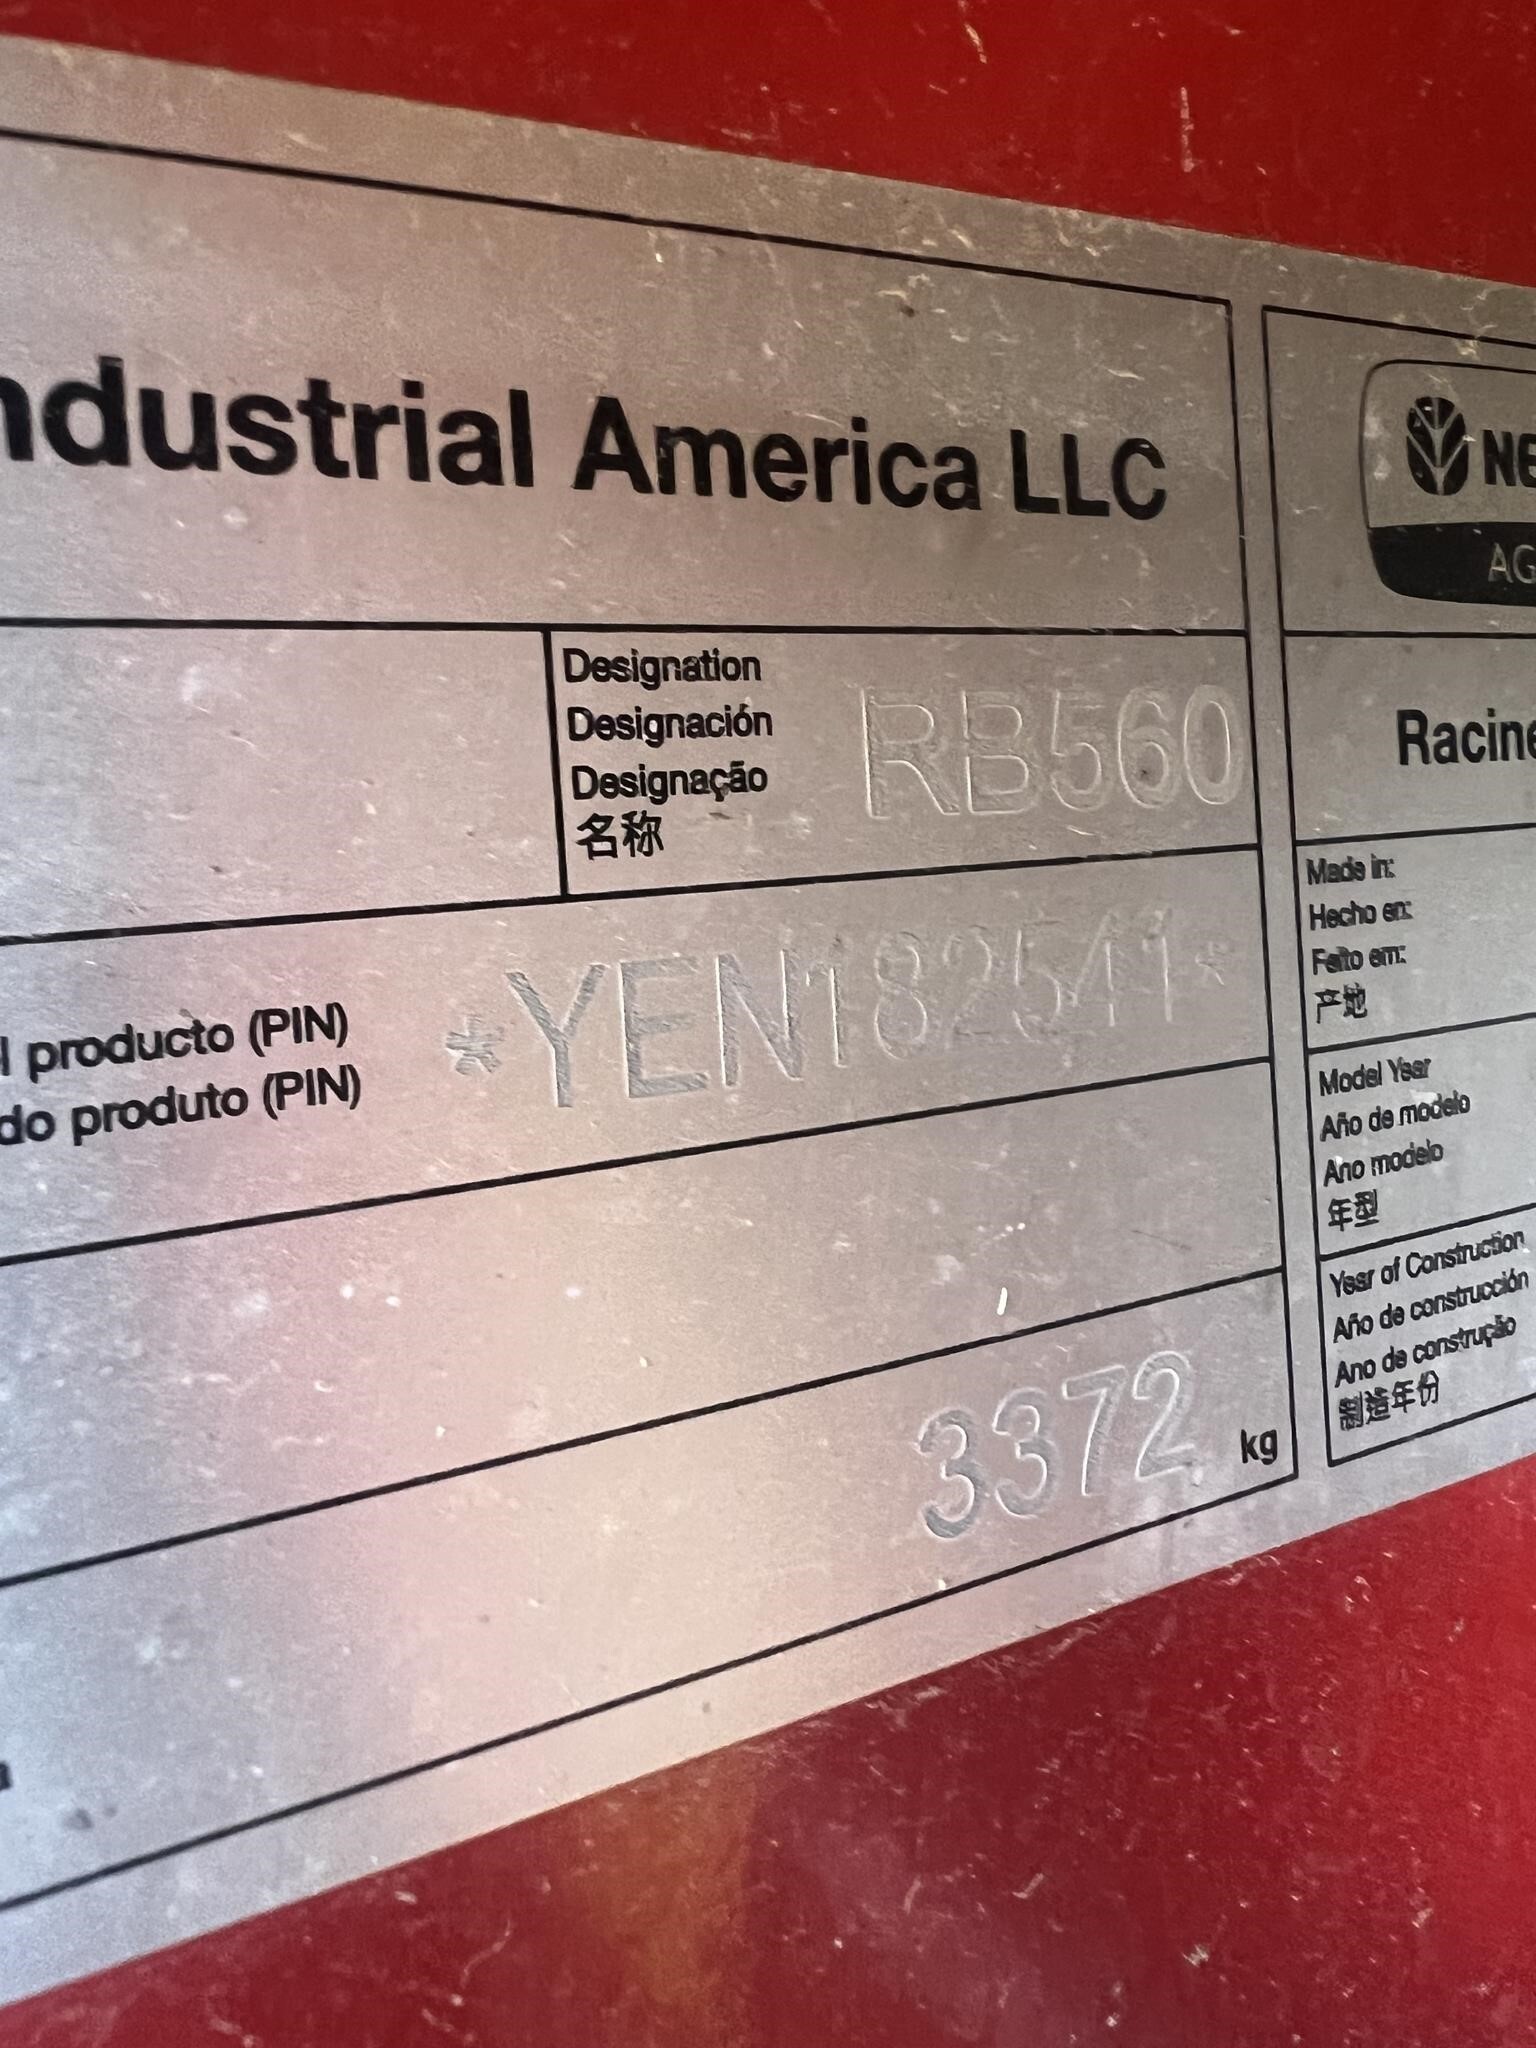 ndustrial America LLC
Designation
Designación
Designação
名称
RB560
l producto (PIN)
do produto (PIN)
*YEN182541*
3372 kg
NE
AG
Racine
Made in:
Hecho en:
Feito em:
产地
Model Year
Año de modelo
Ano modelo
年型
Year of Construction
Año de construcción
Ano de construção
制造年份